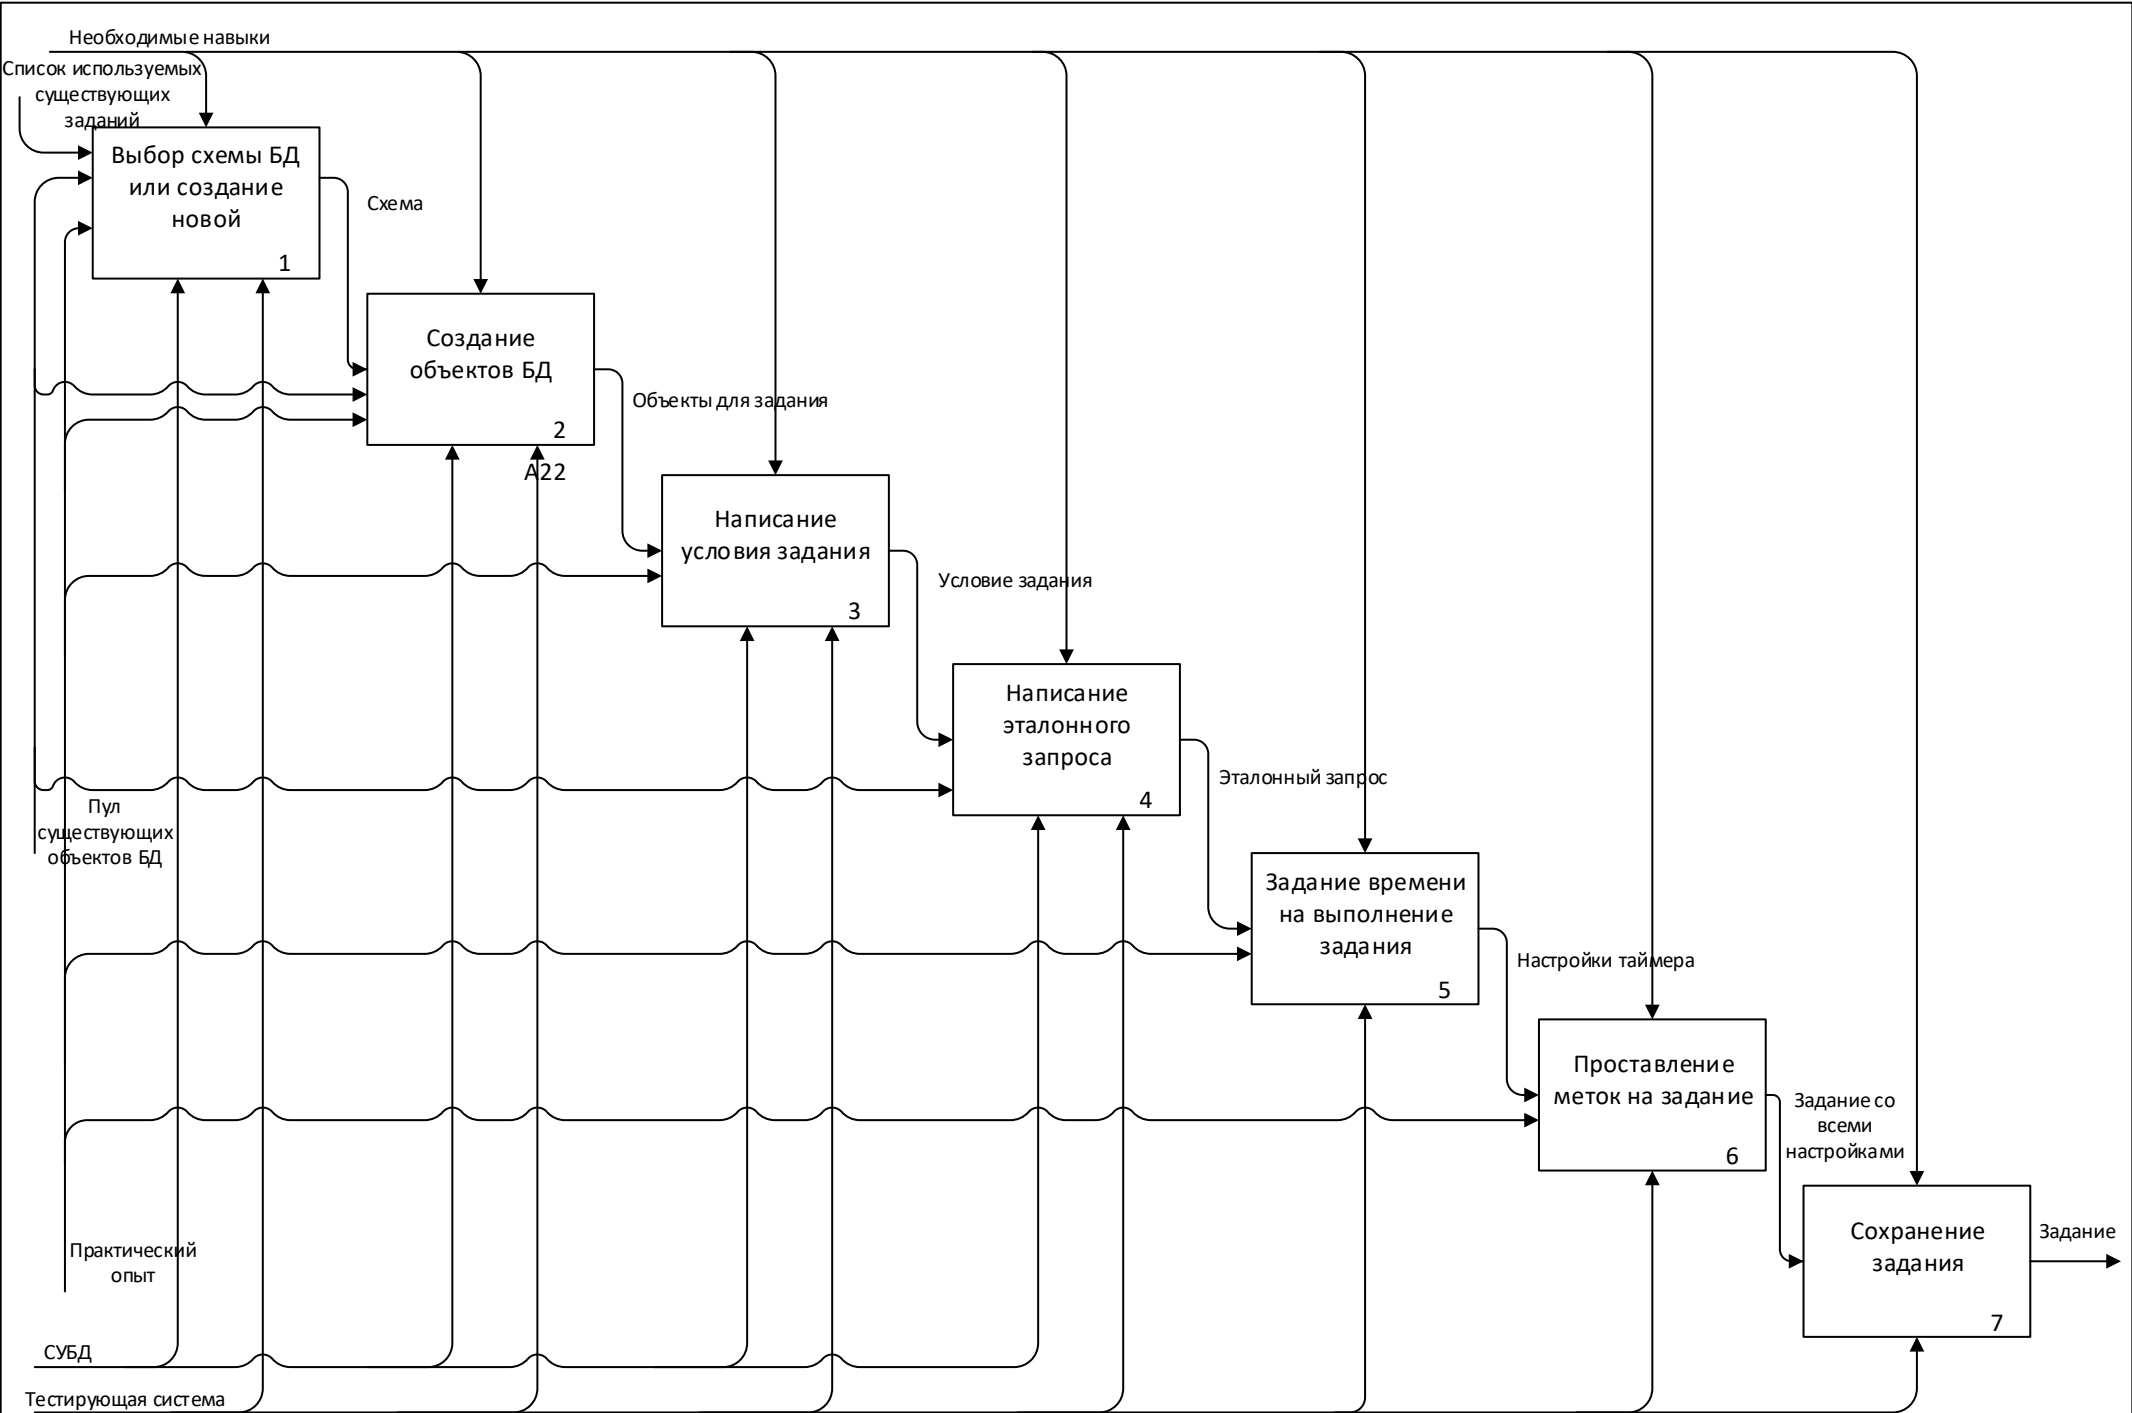 Необходимые навыки
Список используемых
существующих
заданий
Выбор схемы БД
или создание
новой
1
Схема
Создание
объектов БД
2
А22
Объекты для задания
Написание
условия задания
3
Условие задания
Написание
эталонного
запроса
4
Эталонный запрос
Пул
существующих
объектов БД
Задание времени
на выполнение
задания
5
Настройки таймера
Проставление
меток на задание
6
Задание со
всеми
настройками
Сохранение
задания
7
Задание
Практический
опыт
СУБД
Тестирующая система